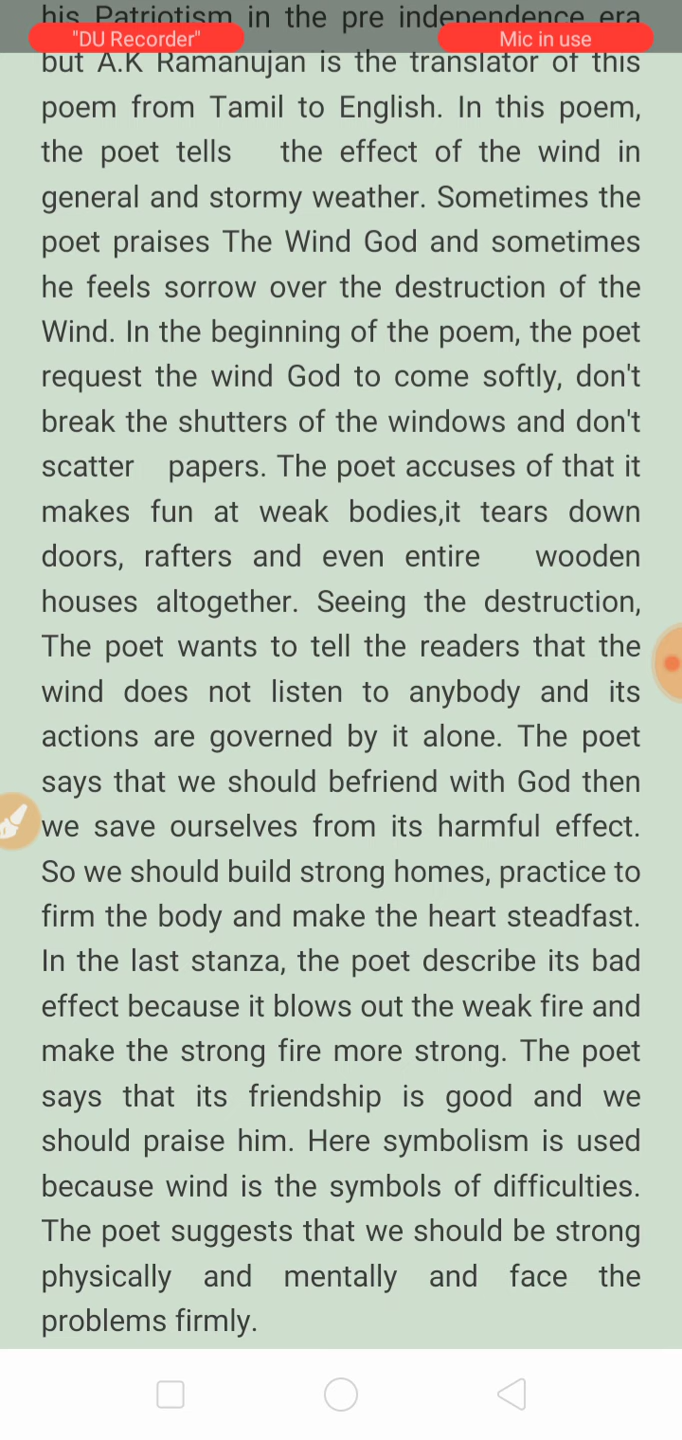 his Patriotism in the pre independence era
"DU Recorder"
Mic in use
but A.K Ramanujan is the translator of this
poem from Tamil to English. In this poem,
the poet tells the effect of the wind in
general and stormy weather. Sometimes the
poet praises The Wind God and sometimes
he feels sorrow over the destruction of the
Wind. In the beginning of the poem, the poet
request the wind God to come softly, don't
break the shutters of the windows and don't
scatter papers. The poet accuses of that it
makes fun at weak bodies,it tears down
doors, rafters and even entire wooden
houses altogether. Seeing the destruction,
The poet wants to tell the readers that the
wind does not listen to anybody and its
actions are governed by it alone. The poet
says that we should befriend with God then
we save ourselves from its harmful effect.
So we should build strong homes, practice to
firm the body and make the heart steadfast.
In the last stanza, the poet describe its bad
effect because it blows out the weak fire and
make the strong fire more strong. The poet
says that its friendship is good and we
should praise him. Here symbolism is used
because wind is the symbols of difficulties.
The poet suggests that we should be strong
physically and mentally and face the
problems firmly.